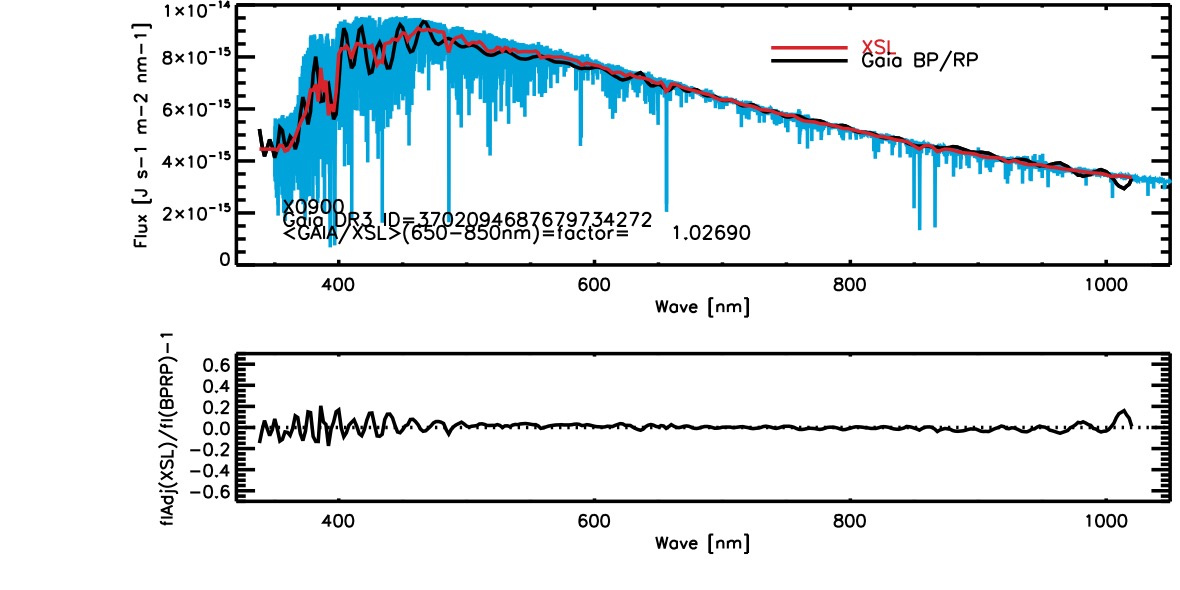 1×10−14
8×10−15
6×10−15
4×10−15
2×10−15
0
Flux [J s−1 m−2 nm−1]
XSL
Gaia BP/RP
X0900
Gaia DR3 ID=3702094687679734272
<GAIA/XSL>(650−850nm)=factor= 1.02690
400 600 800 1000
Wave [nm]
0.6
0.4
0.2
0.0
−0.2
−0.4
−0.6
flAdj(XSL)/fl(BPRP)−1
400 600 800 1000
Wave [nm]